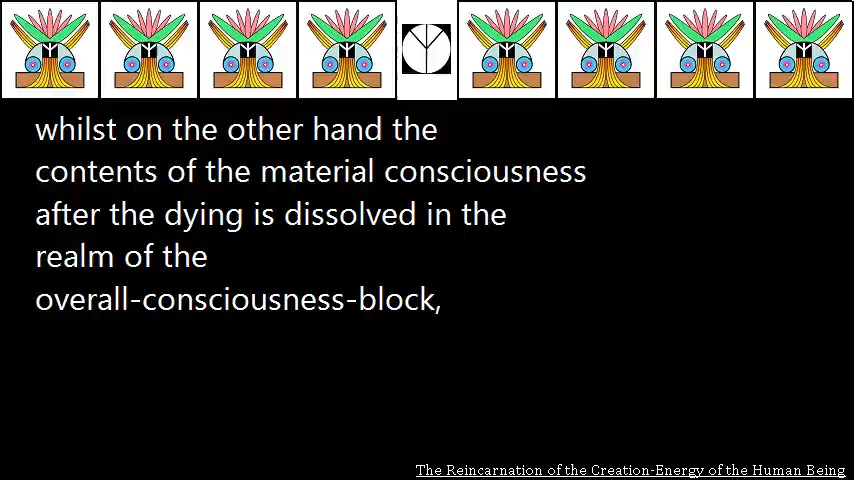 whilst on the other hand the
contents of the material consciousness
after the dying is dissolved in the
realm of the
overall-consciousness-block,
The Reincarnation of the Creation-Energy of the Human Being